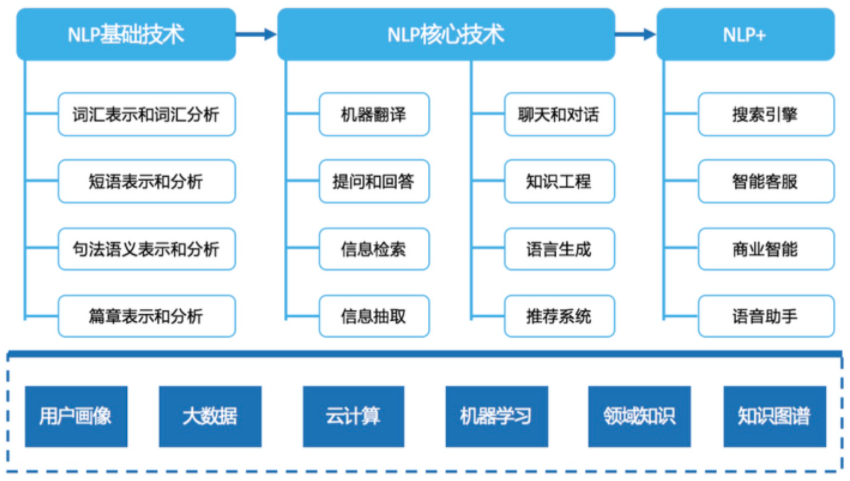 NLP基础技术
NLP核心技术
NLP+
词汇表示和词汇分析
机器翻译
聊天和对话
搜索引擎
短语表示和分析
提问和回答
知识工程
智能客服
句法语义表示和分析
信息检索
语言生成
商业智能
篇章表示和分析
信息抽取
推荐系统
语音助手
用户画像
大数据
云计算
机器学习
领域知识
知识图谱